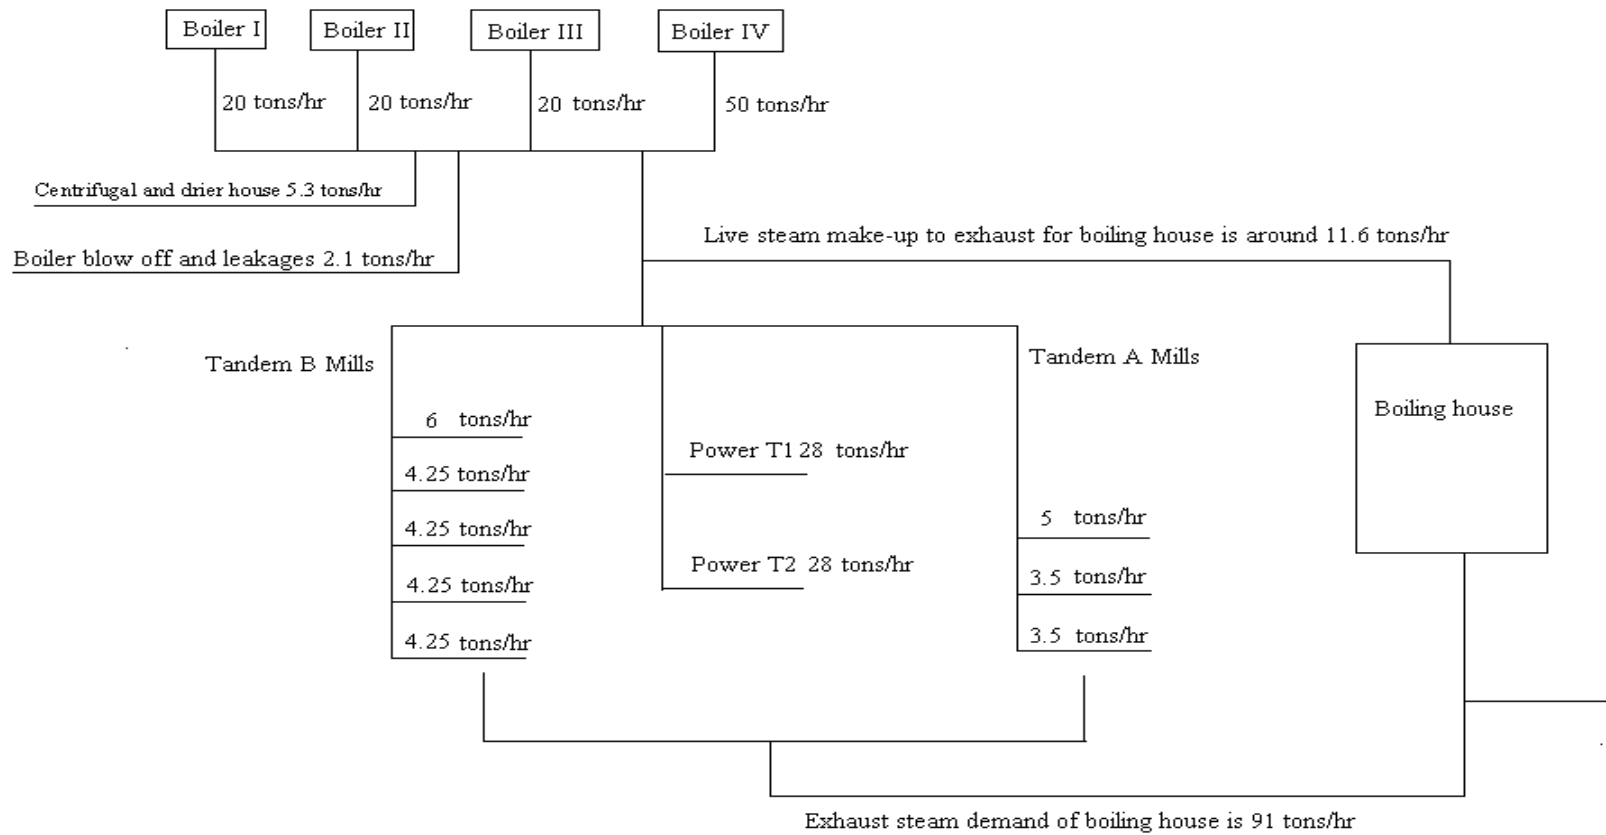 Boiler I
Boiler II
Boiler III
Boiler IV
20 tons/hr
20 tons/hr
20 tons/hr
50 tons/hr
Centrifugal and drier house 5.3 tons/hr
Live steam make-up to exhaust for boiling house is around 11.6 tons/hr
Boiler blow off and leakages 2.1 tons/hr
Tandem B Mills
Tandem A Mills
Boiling house
6 tons/hr
4.25 tons/hr
4.25 tons/hr
4.25 tons/hr
4.25 tons/hr
Power T1 28 tons/hr
Power T2 28 tons/hr
5 tons/hr
3.5 tons/hr
3.5 tons/hr
Exhaust steam demand of boiling house is 91 tons/hr